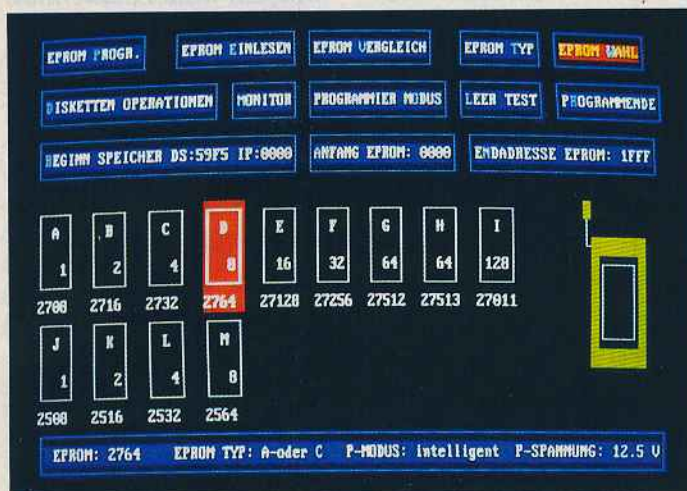 EPROM PROGR. EPROM EINLESEN EPROM VERGLEICH EPROM TYP EPROM WAHL
DISKETTEN OPERATIONEN MONITOR PROGRAMMIER MODUS LEER TEST PROGRAMMENDE
BEGINN SPEICHER DS:59F5 IP:0000 ANFANG EPROM: 0000 ENDADRESSE EPROM: 1FFF
A B C D E F G H I
1 2 4 8 16 32 64 64 128
2708 2716 2732 2764 27128 27256 27512 27513 27011
J K L M
1 2 4 8
2508 2516 2532 2564
EPROM: 2764 EPROM TYP: A-oder C P-MODUS: intelligent P-SPANNUNG: 12.5 V